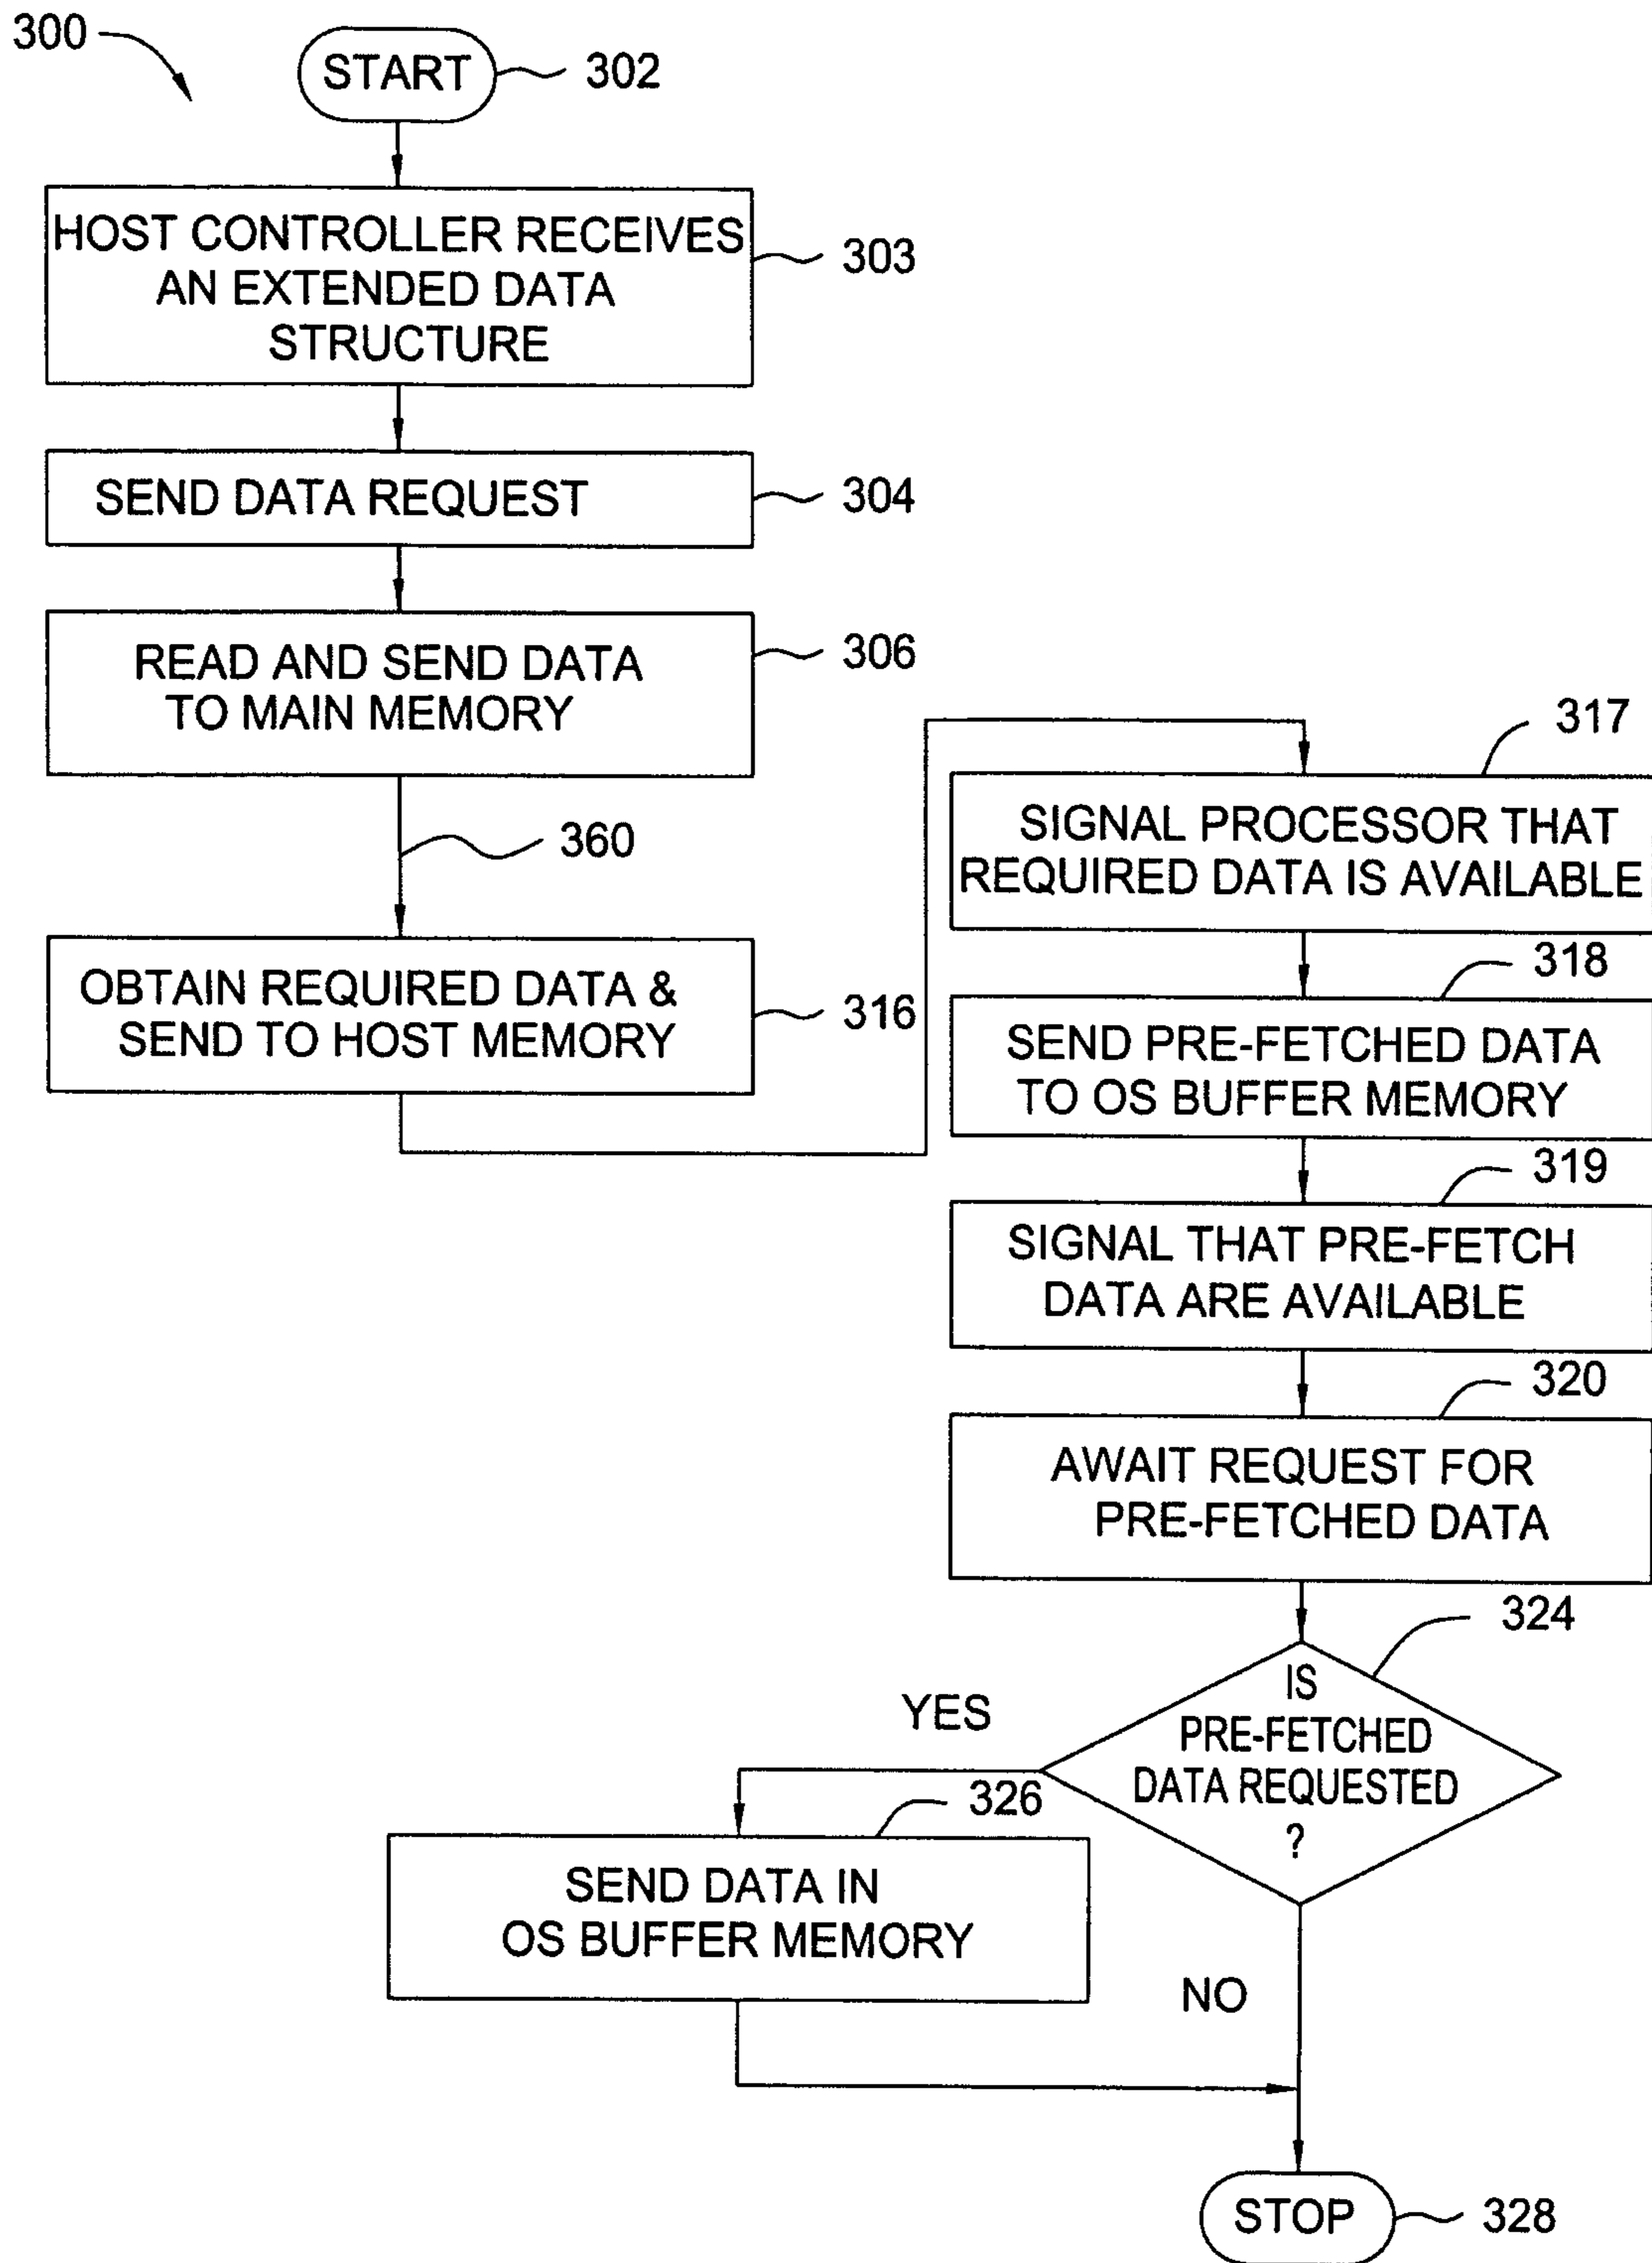 300
START
302
HOST CONTROLLER RECEIVES
AN EXTENDED DATA
STRUCTURE
303
SEND DATA REQUEST
304
READ AND SEND DATA
TO MAIN MEMORY
306
360
OBTAIN REQUIRED DATA &
SEND TO HOST MEMORY
316
317
SIGNAL PROCESSOR THAT
REQUIRED DATA IS AVAILABLE
318
SEND PRE-FETCHED DATA
TO OS BUFFER MEMORY
319
SIGNAL THAT PRE-FETCH
DATA ARE AVAILABLE
320
AWAIT REQUEST FOR
PRE-FETCHED DATA
324
IS
PRE-FETCHED
DATA REQUESTED
?
YES
326
SEND DATA IN
OS BUFFER MEMORY
NO
STOP
328